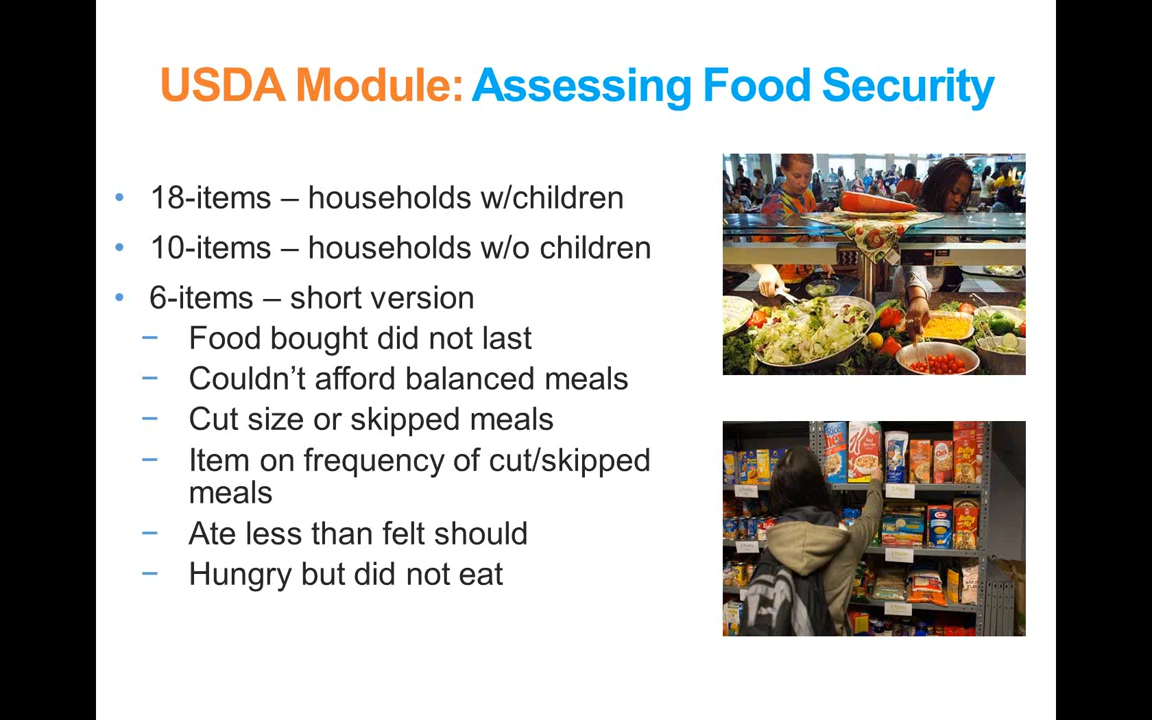 USDA Module: Assessing Food Security
• 18-items – households w/children
• 10-items – households w/o children
• 6-items – short version
− Food bought did not last
− Couldn’t afford balanced meals
− Cut size or skipped meals
− Item on frequency of cut/skipped
meals
− Ate less than felt should
− Hungry but did not eat